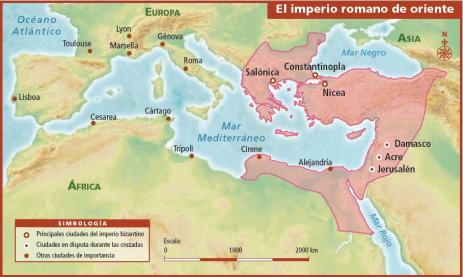 El imperio romano de oriente
EUROPA
Océano
Atlántico
Lyon
Génova
ASIA
Toulouse
Marsella
Mar Negro
Roma
Constantinopla
Salónica
Nicea
Lisboa
Cesarea
Cártago
Mar
Mediterráneo
Damasco
Acre
Jerusalén
Trípoli
Cirene
Alejandría
ÁFRICA
Mar Rojo
SIMBOLOGÍA
Principales ciudades del imperio bizantino
Ciudades en disputa durante las cruzadas
Otras ciudades de importancia
Escala:
0 1000 2000 km